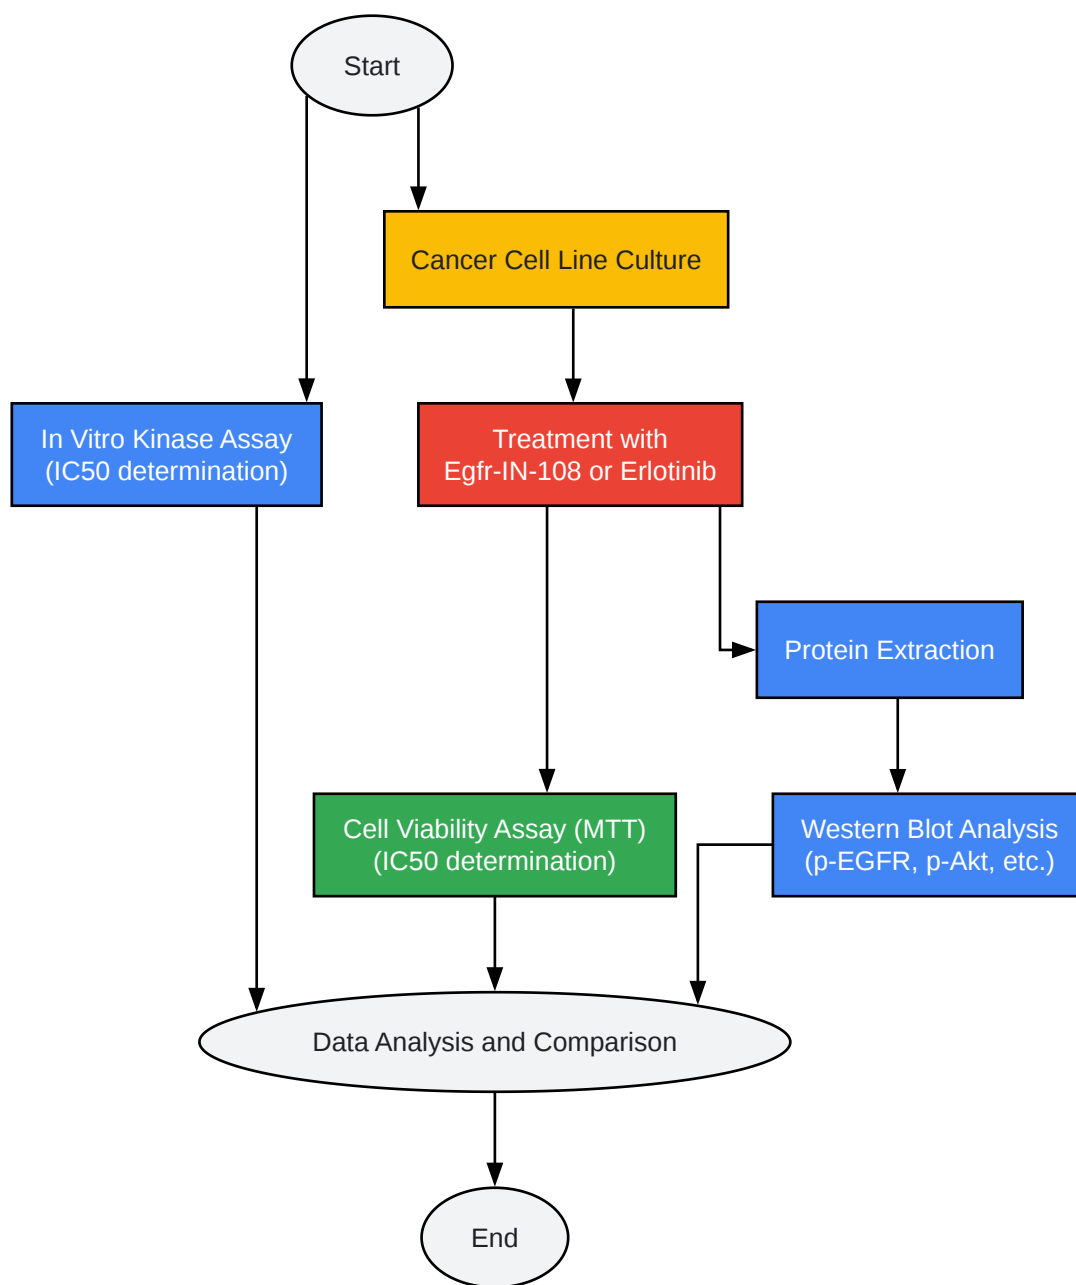 Start
Cancer Cell Line Culture
In Vitro Kinase Assay
(IC50 determination)
Treatment with
Egfr-IN-108 or Erlotinib
Protein Extraction
Cell Viability Assay (MTT)
(IC50 determination)
Western Blot Analysis
(p-EGFR, p-Akt, etc.)
Data Analysis and Comparison
End